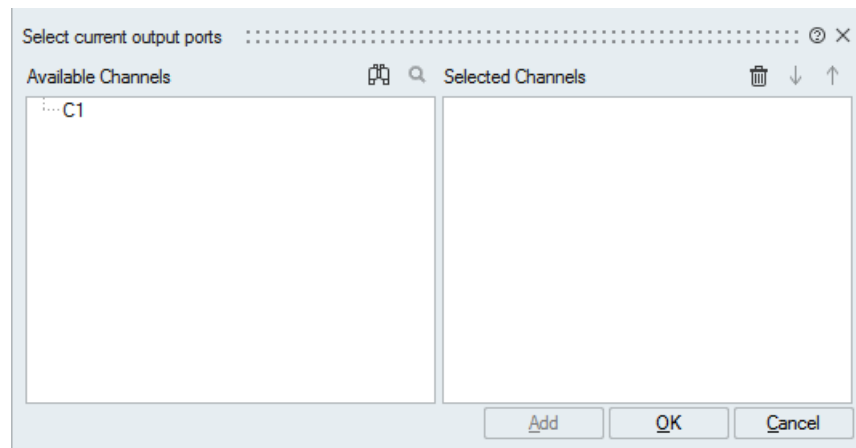 Select current output ports
Available Channels
Selected Channels
C1
Add
OK
Cancel